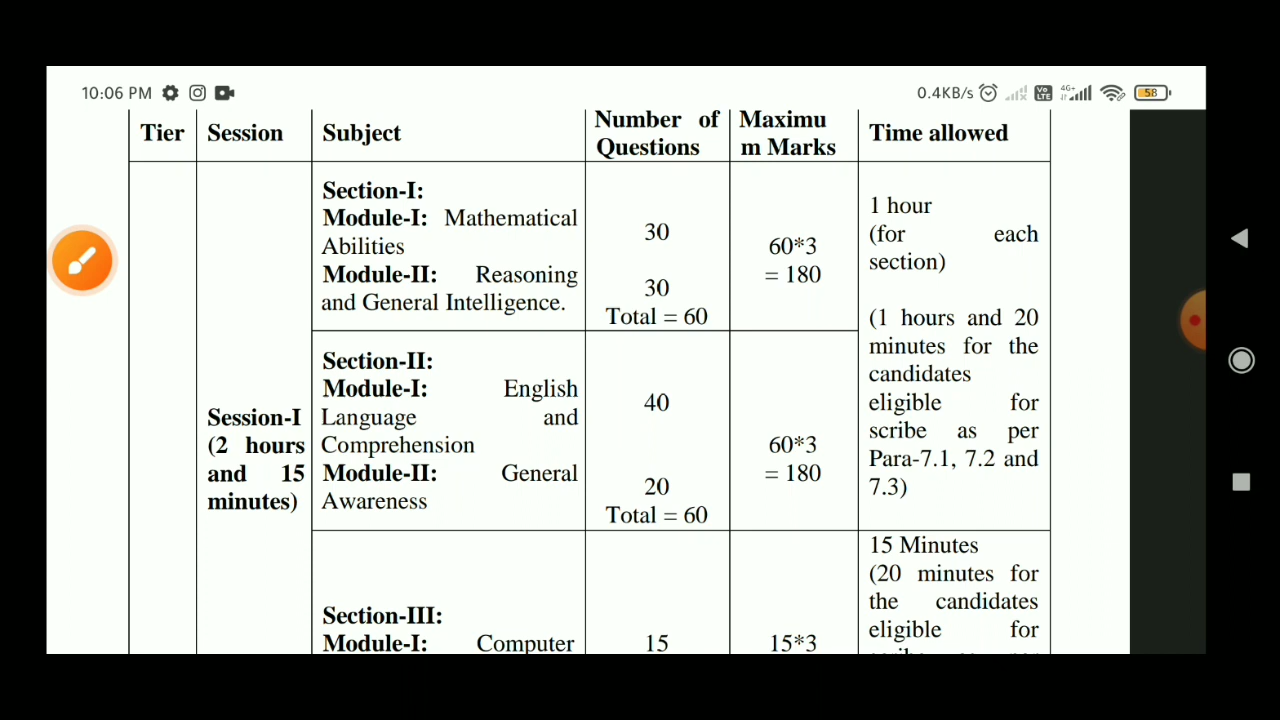 10:06 PM
0.4KB/s Vo LTE 4G+ 58
Tier Session Subject Number of Questions Maximu m Marks Time allowed
Section-I:
Module-I: Mathematical
Abilities
Module-II: Reasoning
and General Intelligence.
30
30
Total = 60
60*3
= 180
1 hour
(for each
section)
(1 hours and 20
minutes for the
candidates
eligible for
scribe as per
Para-7.1, 7.2 and
7.3)
Session-I
(2 hours
and 15
minutes)
Section-II:
Module-I: English
Language and
Comprehension
Module-II: General
Awareness
40
20
Total = 60
60*3
= 180
Section-III:
Module-I: Computer
15
15*3
15 Minutes
(20 minutes for
the candidates
eligible for